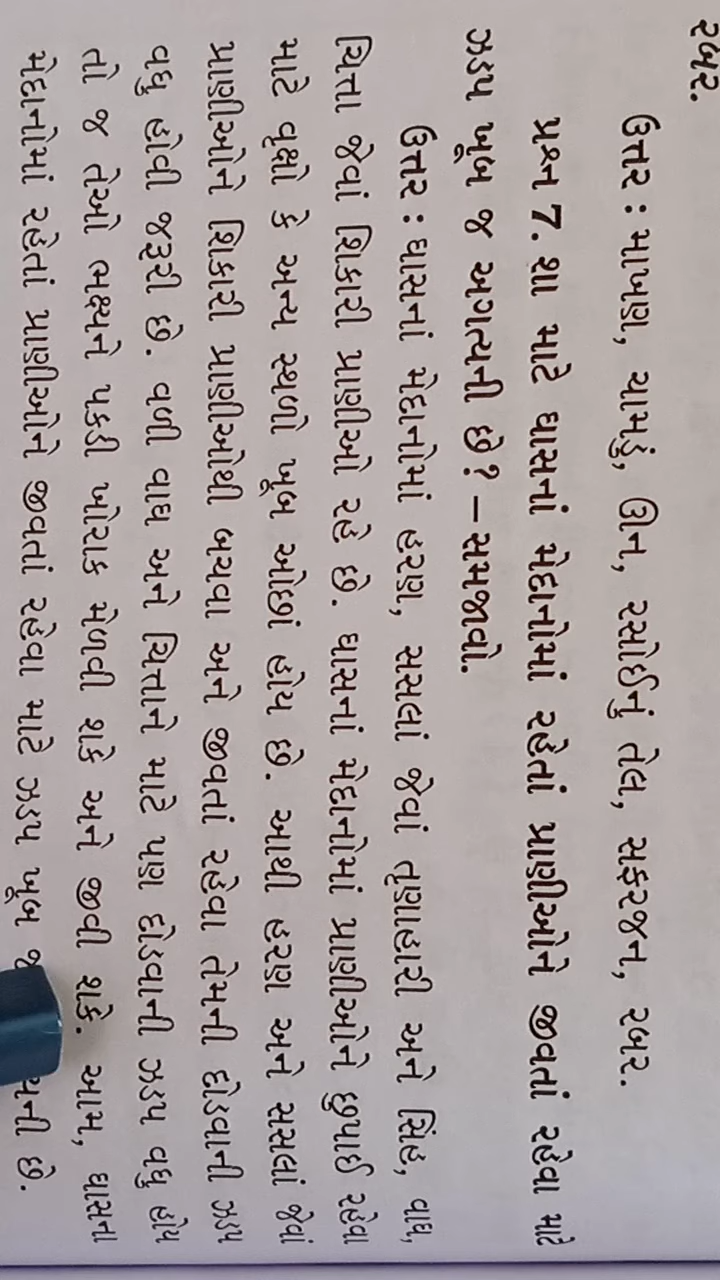 રબર.
ઉત્તર : માખણ, ચામડું, ઊન, રસોઈનું તેલ, સફરજન, રબર.
પ્રશ્ન 7. શા માટે ઘાસનાં મેદાનોમાં રહેતાં પ્રાણીઓને જીવતાં રહેવા માટે
ઝડપ ખૂબ જ અગત્યની છે? – સમજાવો.
ઉત્તર : ઘાસનાં મેદાનોમાં હરણ, સસલાં જેવાં તૃણાહારી અને સિંહ, વાઘ,
ચિત્તા જેવાં શિકારી પ્રાણીઓ રહે છે. ઘાસનાં મેદાનોમાં પ્રાણીઓને છુપાઈ રહેવા
માટે વૃક્ષો કે અન્ય સ્થળો ખૂબ ઓછાં હોય છે. આથી હરણ અને સસલાં જેવાં
પ્રાણીઓને શિકારી પ્રાણીઓથી બચવા અને જીવતાં રહેવા તેમની દોડવાની ઝડપ
વધુ હોવી જરૂરી છે. વળી વાઘ અને ચિત્તાને માટે પણ દોડવાની ઝડપ વધુ હોય
તો જ તેઓ ભક્ષ્યને પકડી ખોરાક મેળવી શકે અને જીવી શકે. આમ, ઘાસના
મેદાનોમાં રહેતાં પ્રાણીઓને જીવતાં રહેવા માટે ઝડપ ખૂબ જ છે.